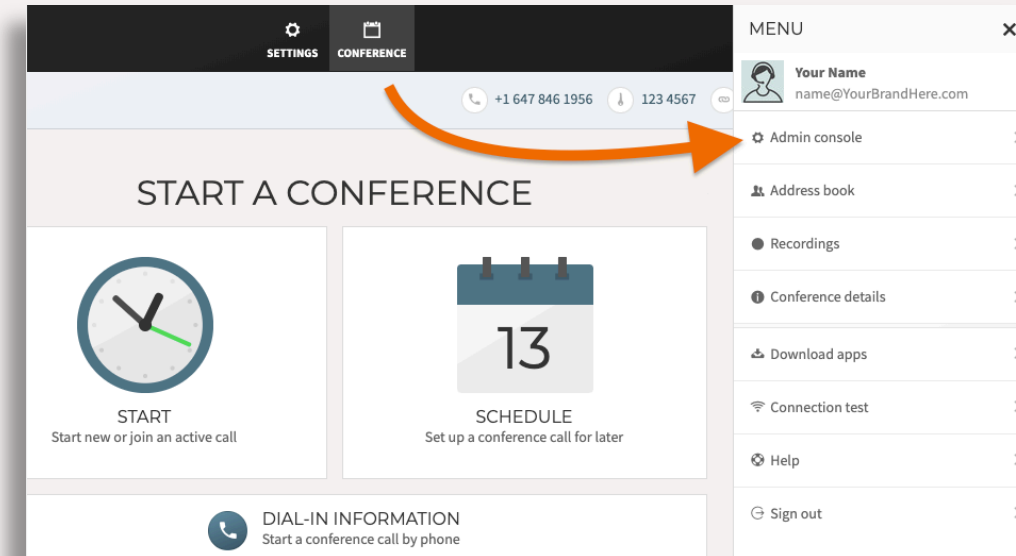 SETTINGS
CONFERENCE
+1 647 846 1956
123 4567
START A CONFERENCE
START
Start new or join an active call
13
SCHEDULE
Set up a conference call for later
DIAL-IN INFORMATION
Start a conference call by phone
MENU
Your Name
name@YourBrandHere.com
Admin console
Address book
Recordings
Conference details
Download apps
Connection test
Help
Sign out